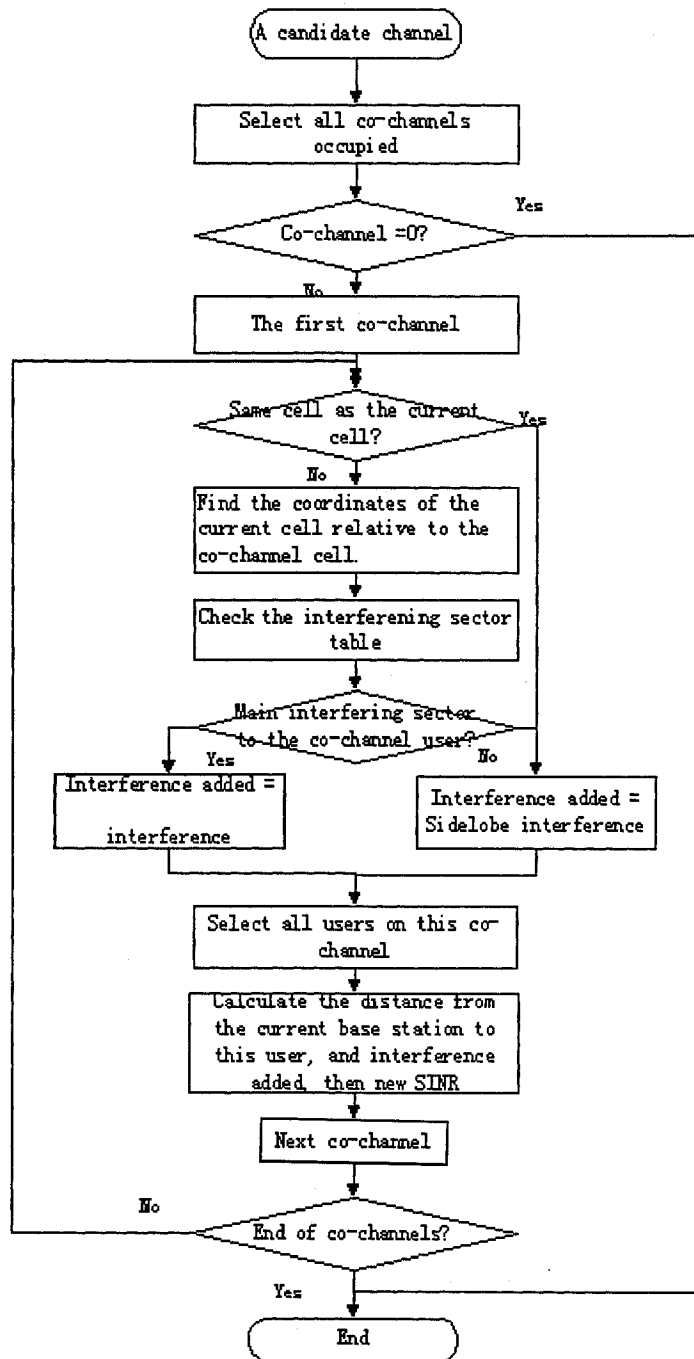 A candidate channel
Select all co-channels
occupied
Yes
Co-channel =0?
No
The first co-channel
Same cell as the current
cell?
Yes
No
Find the coordinates of the
current cell relative to the
co-channel cell.
Check the interferening sector
table
Main interfering sector
to the co-channel user?
Yes
No
Interference added =
interference
Interference added =
Sidelobe interference
Select all users on this co-
channel
Calculate the distance from
the current base station to
this user, and interference
added, then new SINR
Next co-channel
No
End of co-channels?
Yes
End